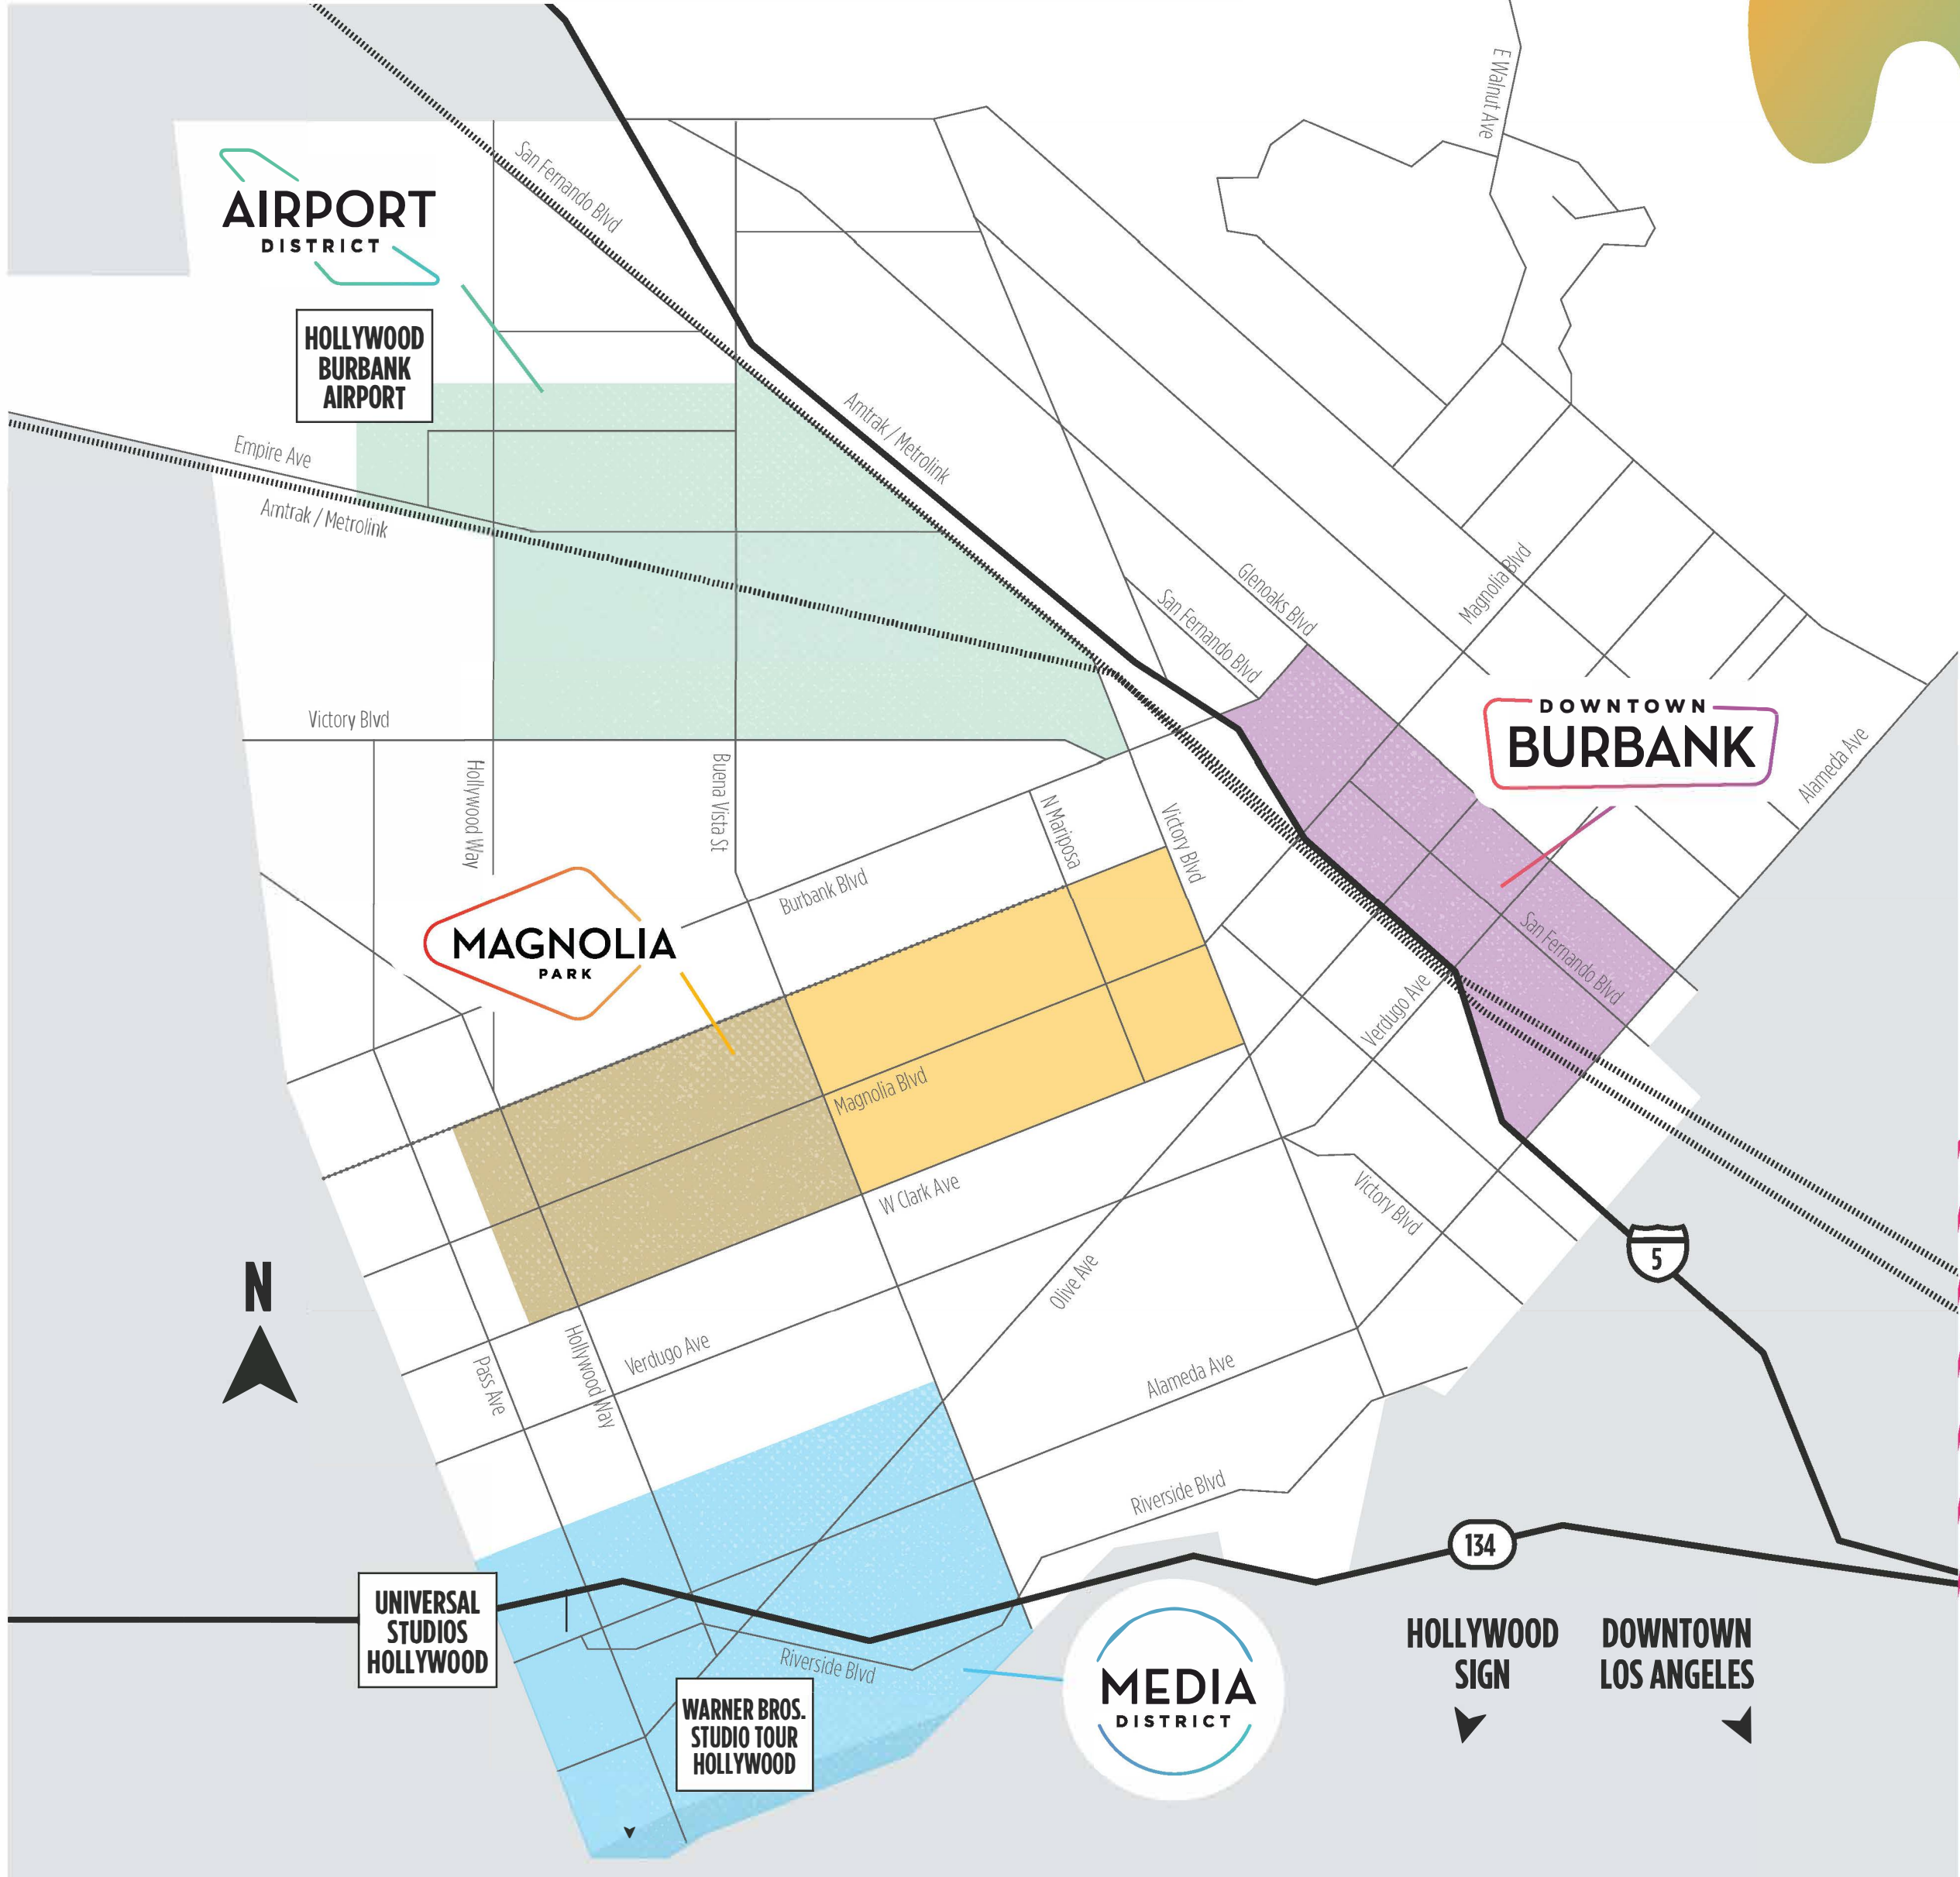 E Walnut Ave
San Fernando Blvd
AIRPORT
DISTRICT
HOLLYWOOD
BURBANK
AIRPORT
Amtrak / Metrolink
Empire Ave
Amtrak / Metrolink
Glenoaks Blvd
Magnolia Blvd
San Fernando Blvd
DOWNTOWN
BURBANK
Alameda Ave
Victory Blvd
Hollywood Way
Buena Vista St
N Mariposa
Victory Blvd
Burbank Blvd
MAGNOLIA
PARK
San Fernando Blvd
Verdugo Ave
Magnolia Blvd
W Clark Ave
Victory Blvd
5
N
Olive Ave
Pass Ave
Hollywood Way
Verdugo Ave
Alameda Ave
Riverside Blvd
134
UNIVERSAL
STUDIOS
HOLLYWOOD
Riverside Blvd
WARNER BROS.
STUDIO TOUR
HOLLYWOOD
MEDIA
DISTRICT
HOLLYWOOD
SIGN
DOWNTOWN
LOS ANGELES